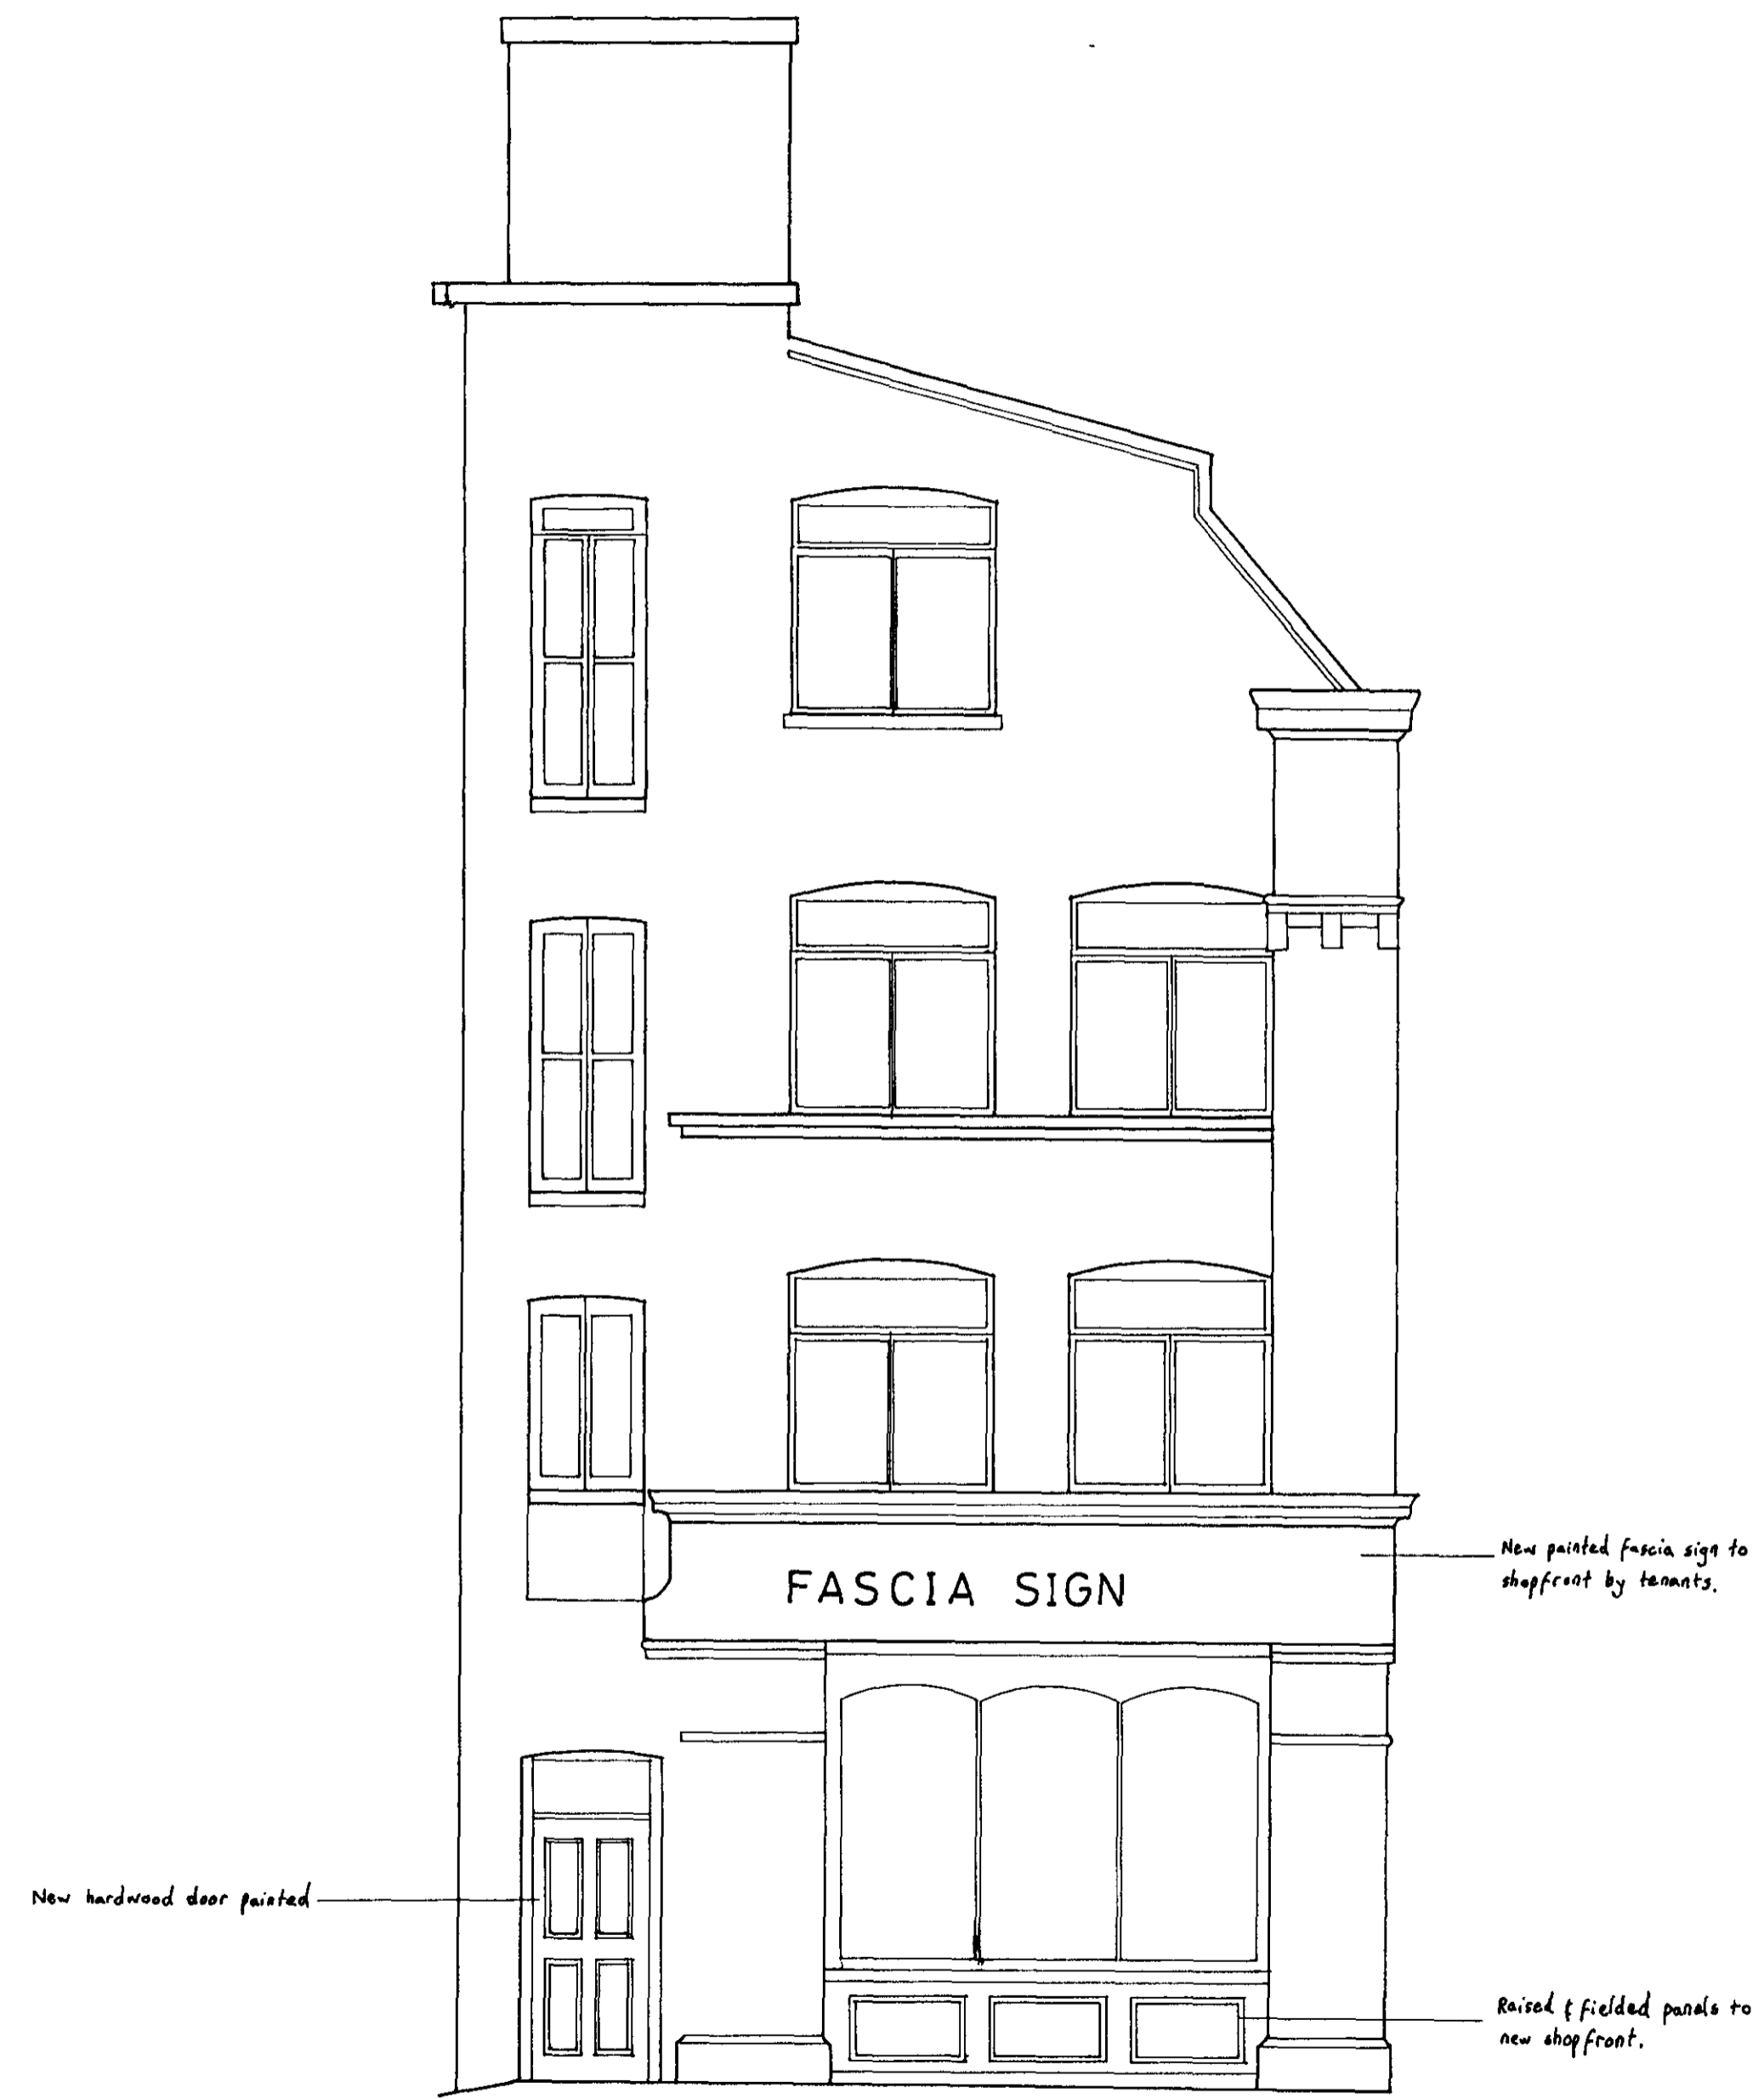 New painted fascia sign to
shopfront by tenants.
FASCIA SIGN
New hardwood door painted
Raised & fielded panels to
new shopfront.